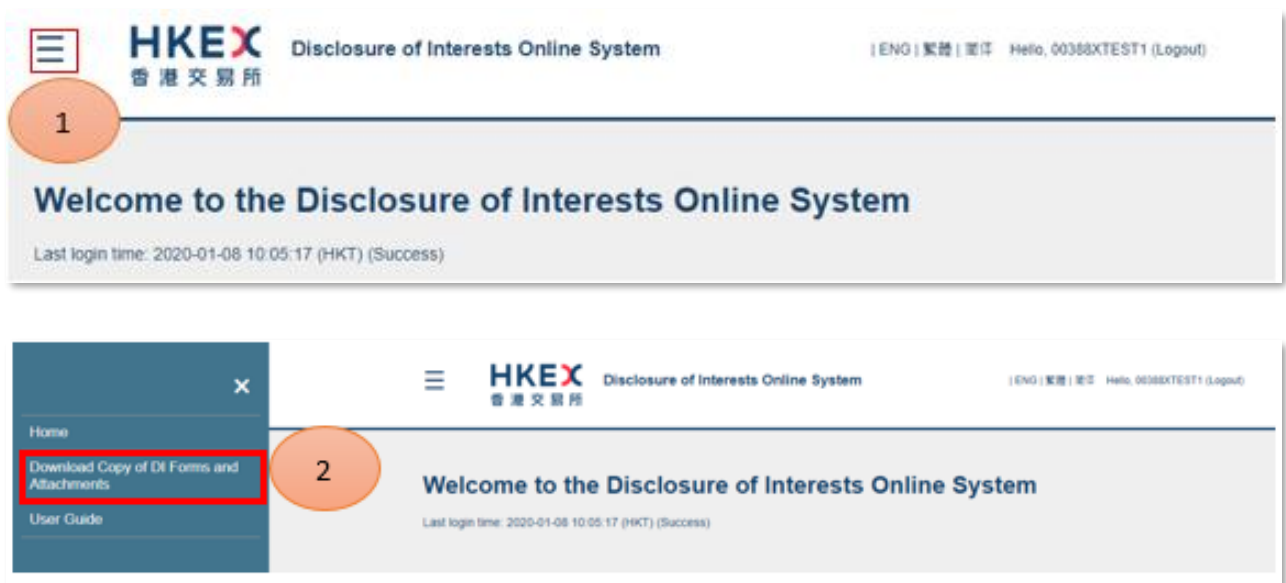 HKEX
香港交易所
Disclosure of Interests Online System
| ENG | 繁體 | 简体 Hello, 00388XTEST1 (Logout)
1
Welcome to the Disclosure of Interests Online System
Last login time: 2020-01-08 10:05:17 (HKT) (Success)
HKEX
香港交易所
Disclosure of Interests Online System
| ENG | 繁體 | 简体 Hello, 00388XTEST1 (Logout)
Home
Download Copy of DI Forms and
Attachments
User Guide
2
Welcome to the Disclosure of Interests Online System
Last login time: 2020-01-08 10:05:17 (HKT) (Success)